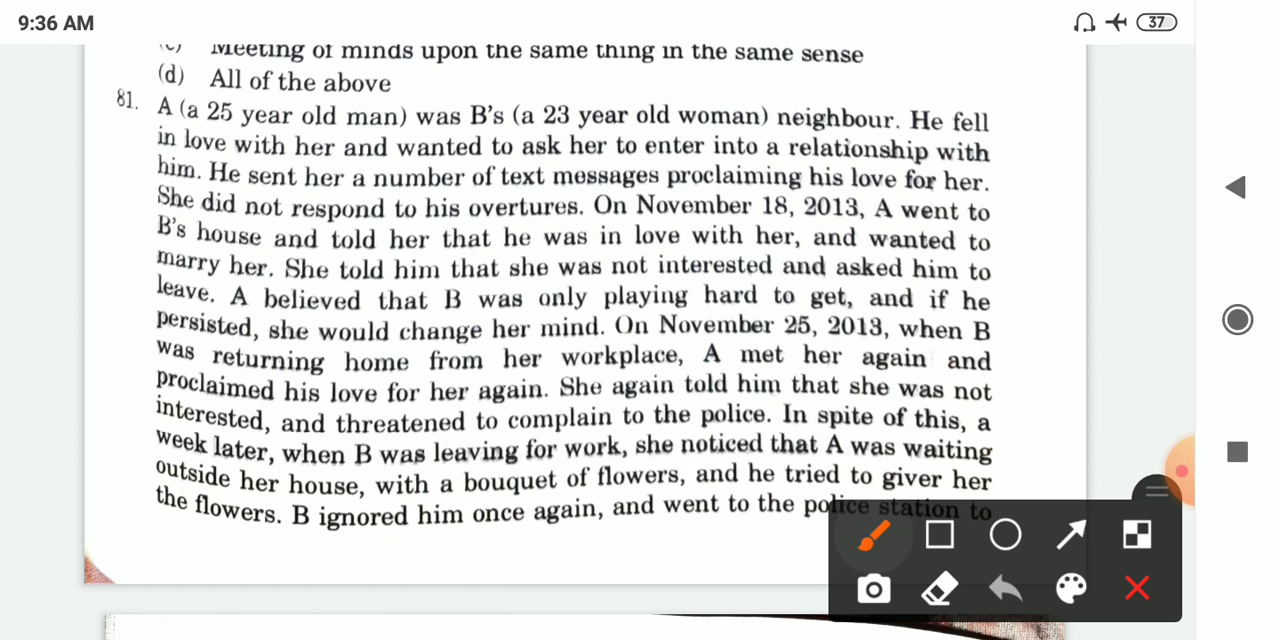 9:36 AM
37
(c) Meeting of minds upon the same thing in the same sense
(d) All of the above
81. A (a 25 year old man) was B's (a 23 year old woman) neighbour. He fell
in love with her and wanted to ask her to enter into a relationship with
him. He sent her a number of text messages proclaiming his love for her.
She did not respond to his overtures. On November 18, 2013, A went to
B's house and told her that he was in love with her, and wanted to
marry her. She told him that she was not interested and asked him to
leave. A believed that B was only playing hard to get, and if he
persisted, she would change her mind. On November 25, 2013, when B
was returning home from her workplace, A met her again and
proclaimed his love for her again. She again told him that she was not
interested, and threatened to complain to the police. In spite of this, a
week later, when B was leaving for work, she noticed that A was waiting
outside her house, with a bouquet of flowers, and he tried to giver her
the flowers. B ignored him once again, and went to the police station to